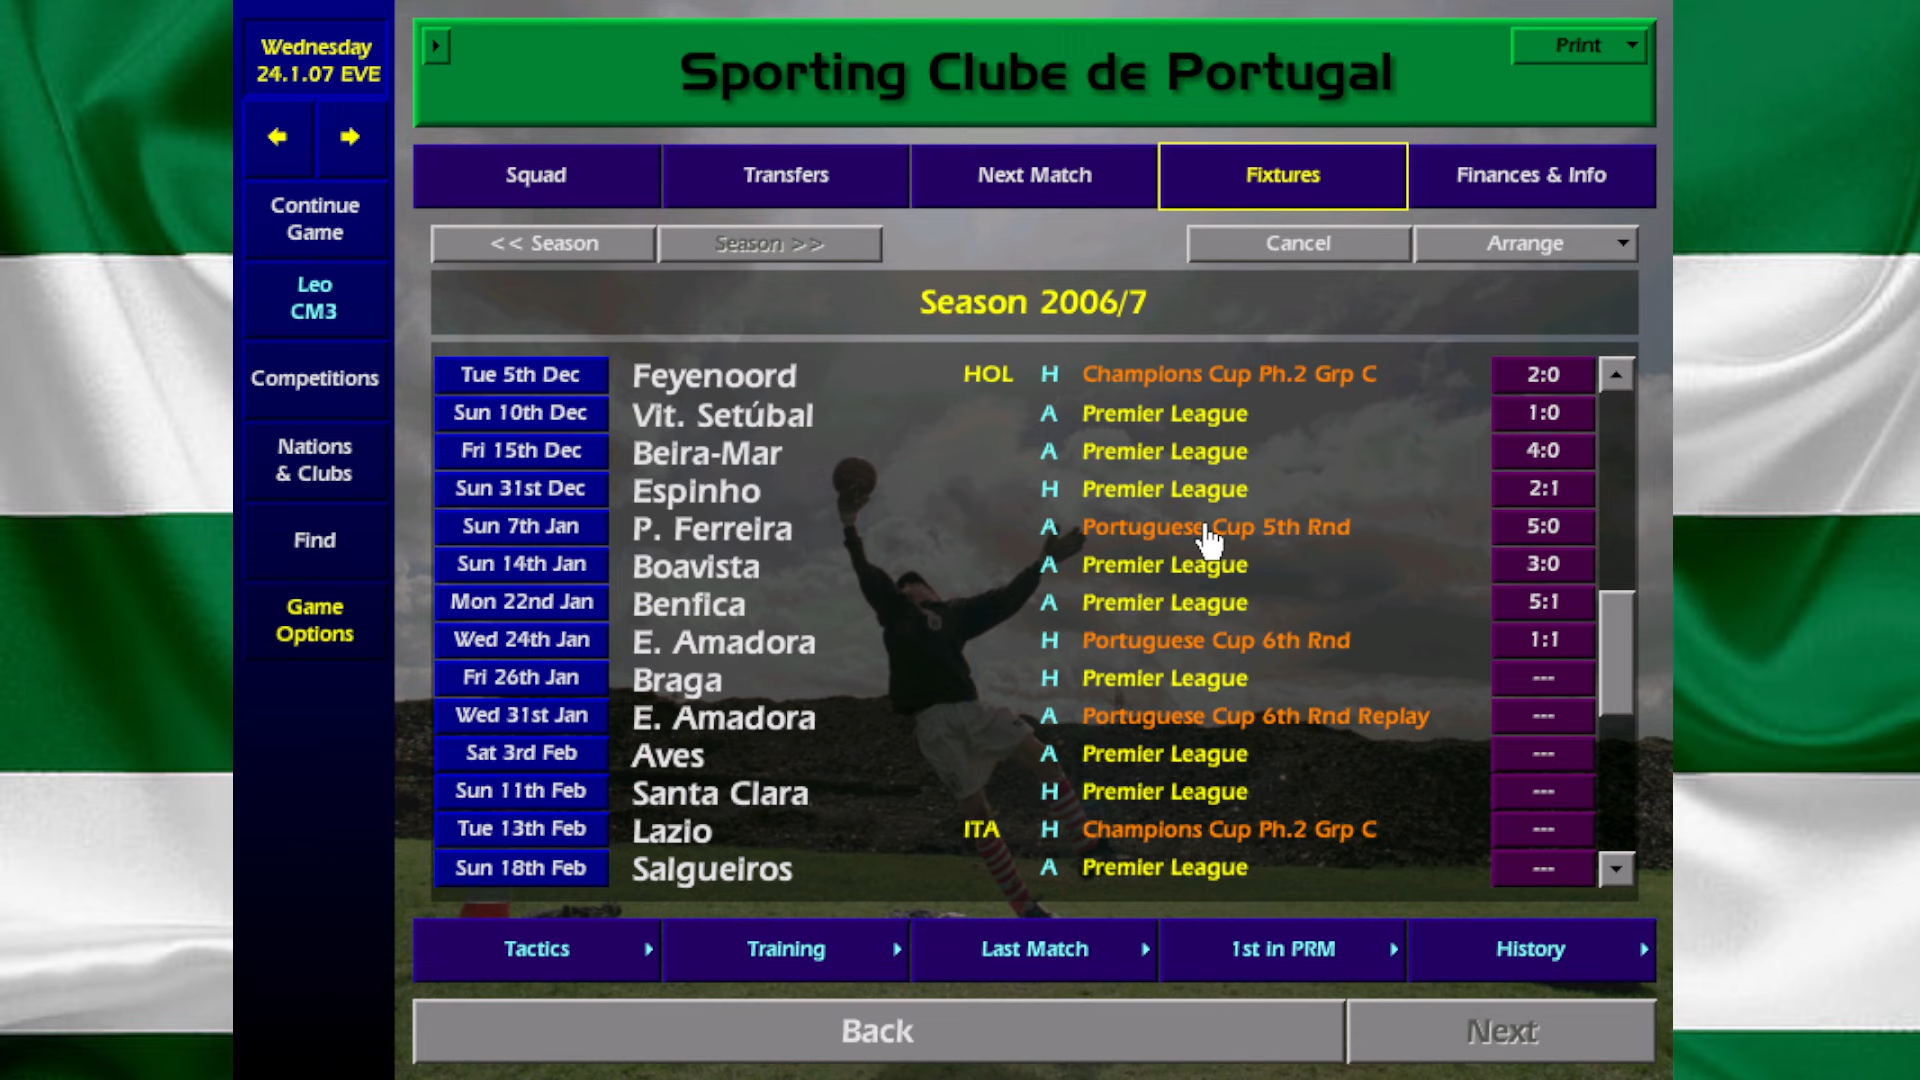 Wednesday
24.1.07 EVE
Continue
Game
Leo
CM3
Competitions
Nations
& Clubs
Find
Game
Options
Sporting Clube de Portugal
Print
Squad Transfers Next Match Fixtures Finances & Info
<< Season Season >> Cancel Arrange
Season 2006/7
Tue 5th Dec Feyenoord HOL H Champions Cup Ph.2 Grp C 2:0
Sun 10th Dec Vit. Setúbal A Premier League 1:0
Fri 15th Dec Beira-Mar A Premier League 4:0
Sun 31st Dec Espinho H Premier League 2:1
Sun 7th Jan P. Ferreira A Portuguese Cup 5th Rnd 5:0
Sun 14th Jan Boavista A Premier League 3:0
Mon 22nd Jan Benfica A Premier League 5:1
Wed 24th Jan E. Amadora H Portuguese Cup 6th Rnd 1:1
Fri 26th Jan Braga H Premier League ---
Wed 31st Jan E. Amadora A Portuguese Cup 6th Rnd Replay ---
Sat 3rd Feb Aves A Premier League ---
Sun 11th Feb Santa Clara H Premier League ---
Tue 13th Feb Lazio ITA H Champions Cup Ph.2 Grp C ---
Sun 18th Feb Salgueiros A Premier League ---
Tactics Training Last Match 1st in PRM History
Back Next